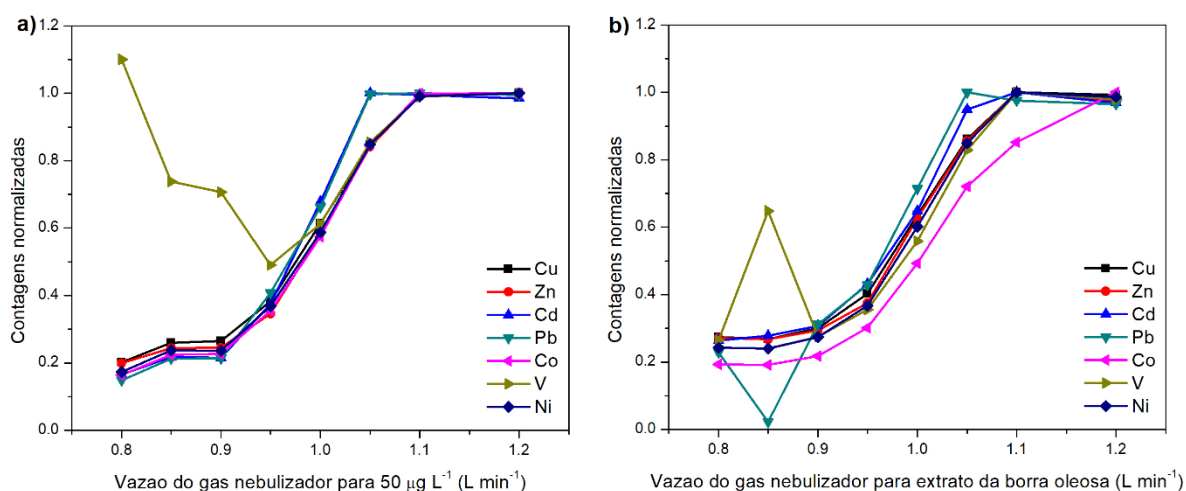 a)
Contagens normalizadas
1.2
1.0
0.8
0.6
0.4
0.2
0.0
Cu
Zn
Cd
Pb
Co
V
Ni
0.8
0.9
1.0
1.1
1.2
Vazao do gas nebulizador para 50 μg L⁻¹ (L min⁻¹)
b)
Contagens normalizadas
1.2
1.0
0.8
0.6
0.4
0.2
0.0
Cu
Zn
Cd
Pb
Co
V
Ni
0.8
0.9
1.0
1.1
1.2
Vazao do gas nebulizador para extrato da borra oleosa (L min⁻¹)